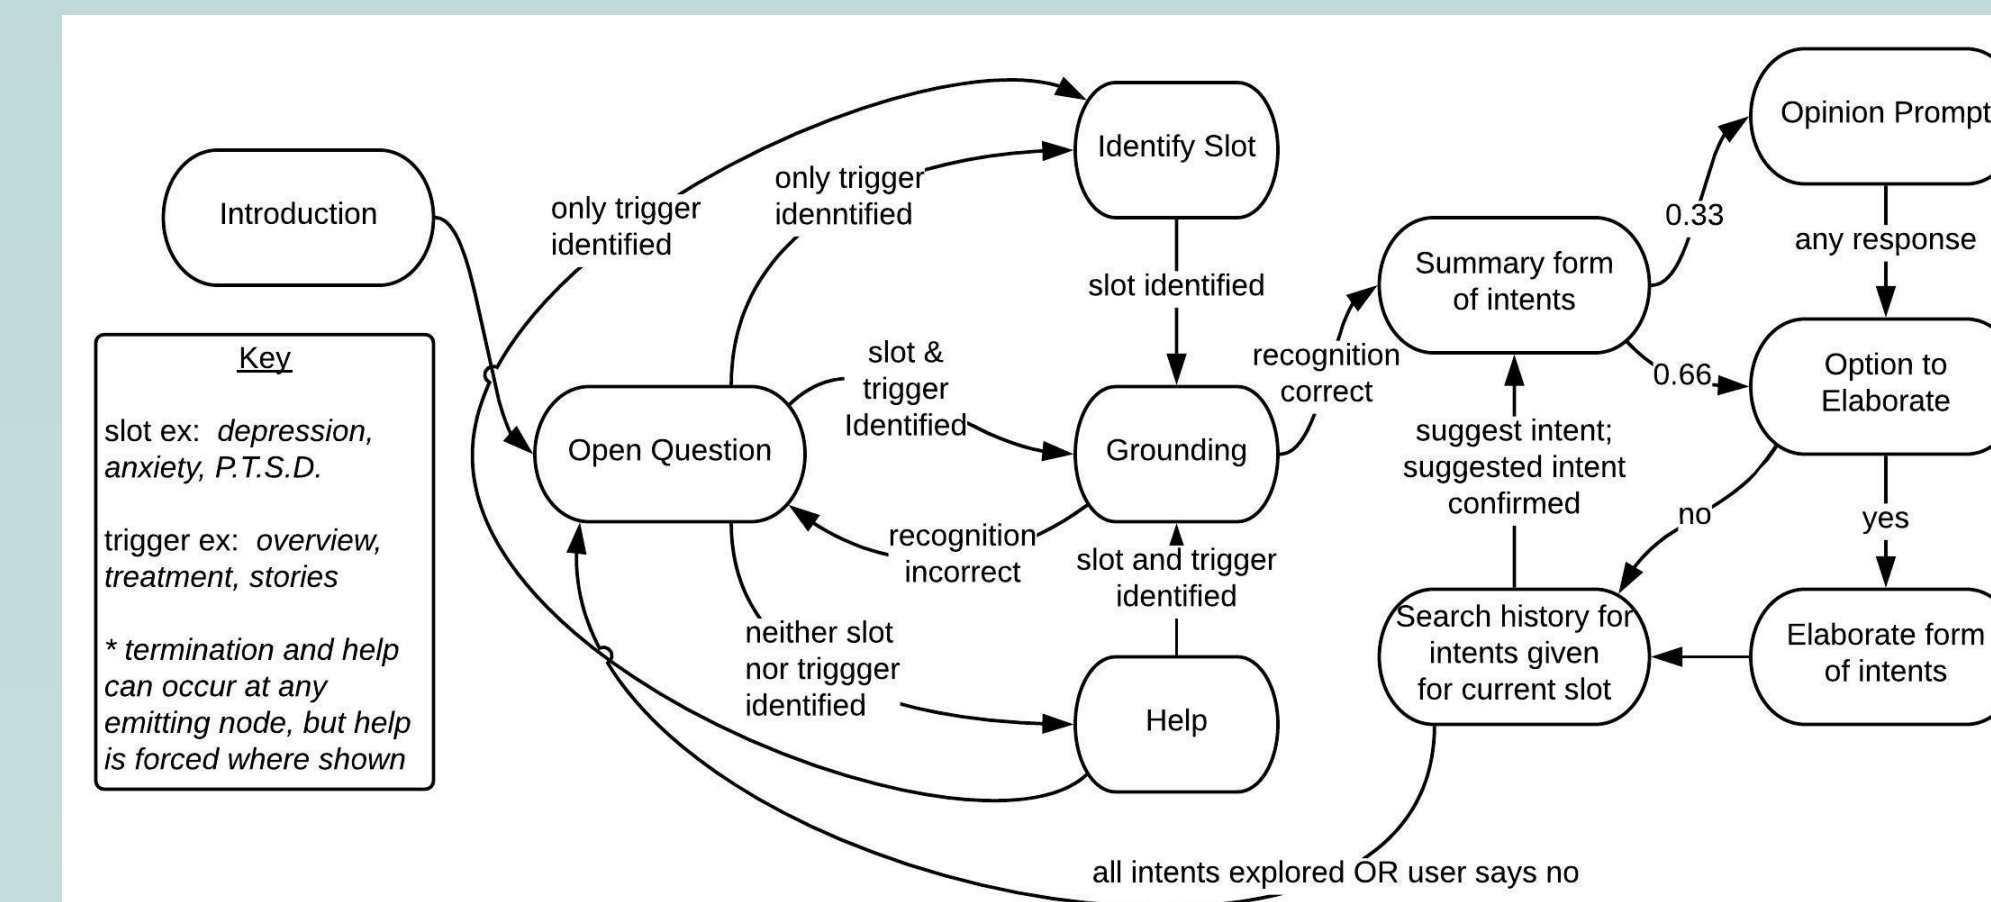 Introduction
Key
slot ex: depression,
anxiety, P.T.S.D.
trigger ex: overview,
treatment, stories
* termination and help
can occur at any
emitting node, but help
is forced where shown
only trigger
identified
only trigger
idenntified
Identify Slot
slot identified
Open Question
slot &
trigger
Identified
Grounding
recognition
incorrect
recognition
correct
neither slot
nor triggger
identified
slot and trigger
identified
Help
Summary form
of intents
0.33
0.66
Opinion Prompt
any response
Option to
Elaborate
suggest intent;
suggested intent
confirmed
no
yes
Search history for
intents given
for current slot
Elaborate form
of intents
all intents explored OR user says no